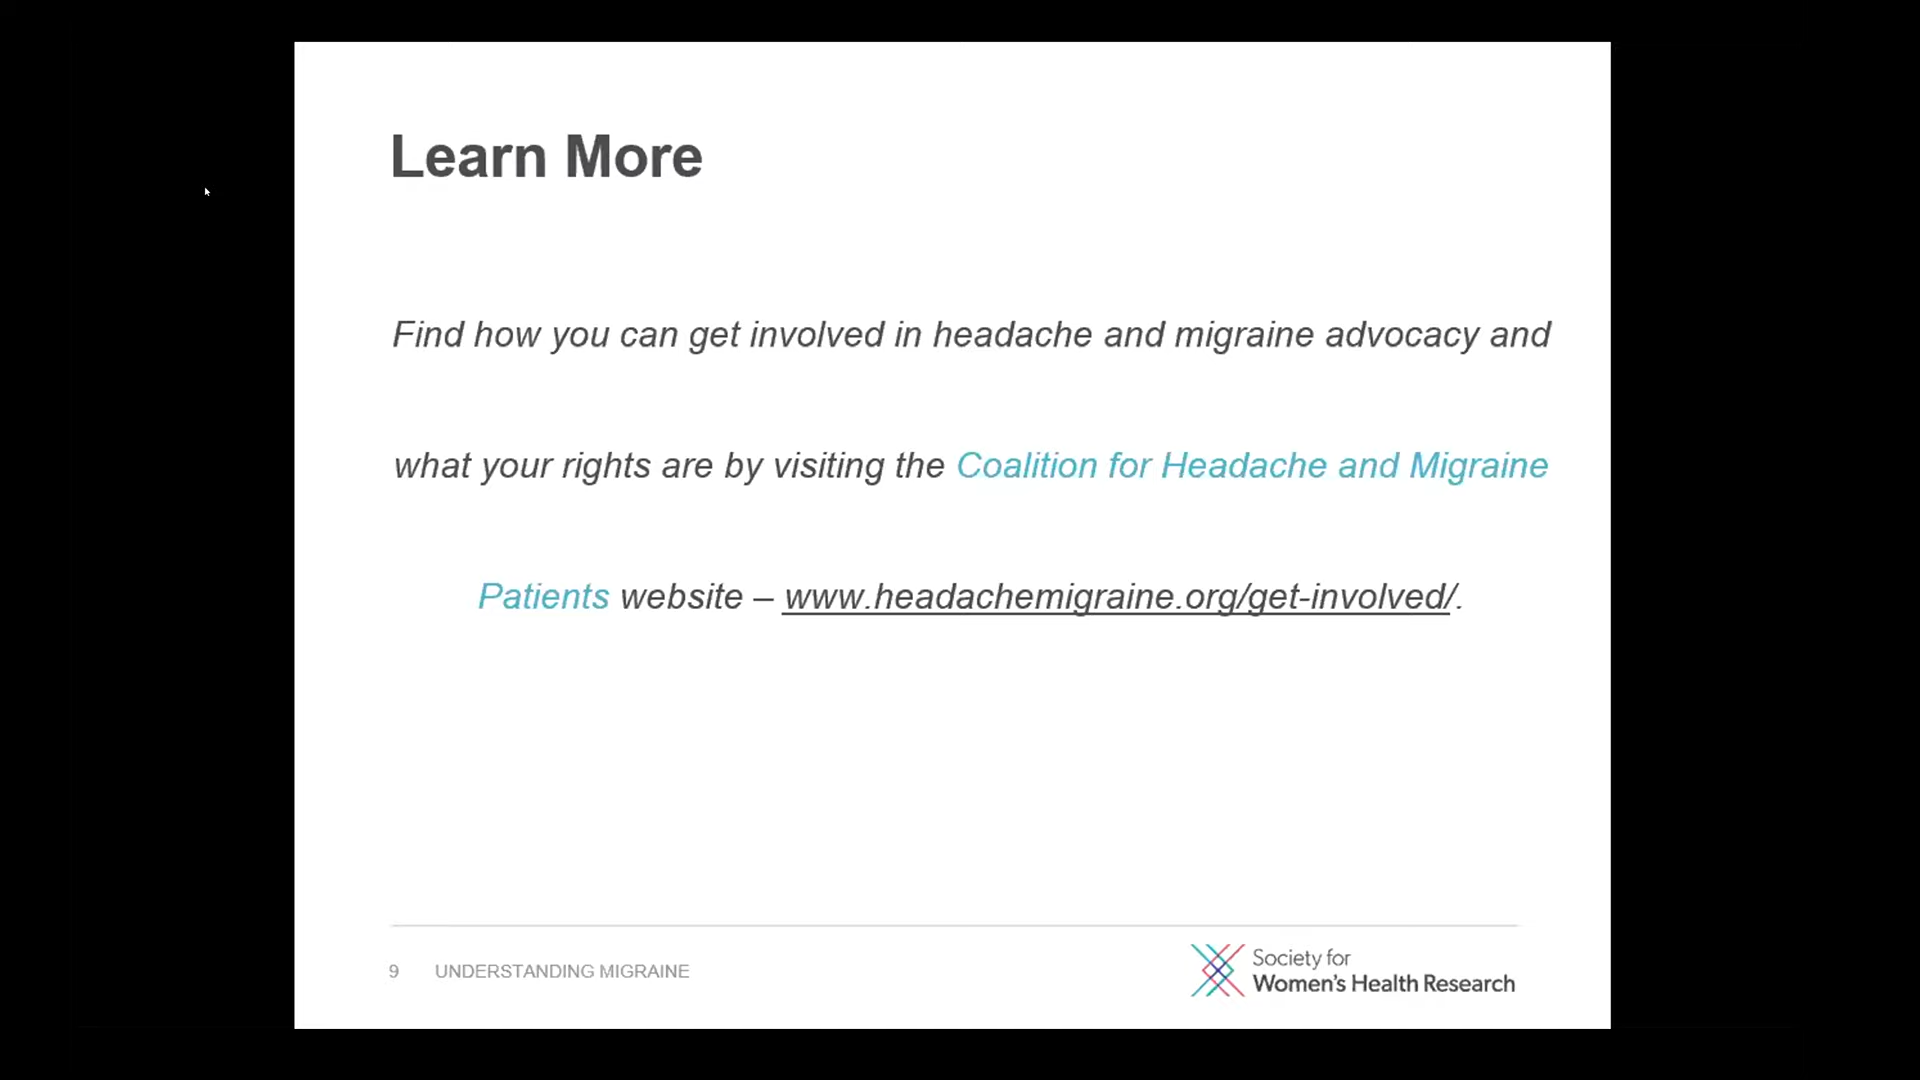 Learn More
Find how you can get involved in headache and migraine advocacy and
what your rights are by visiting the Coalition for Headache and Migraine
Patients website – www.headachemigraine.org/get-involved/.
9 UNDERSTANDING MIGRAINE
Society for
Women's Health Research